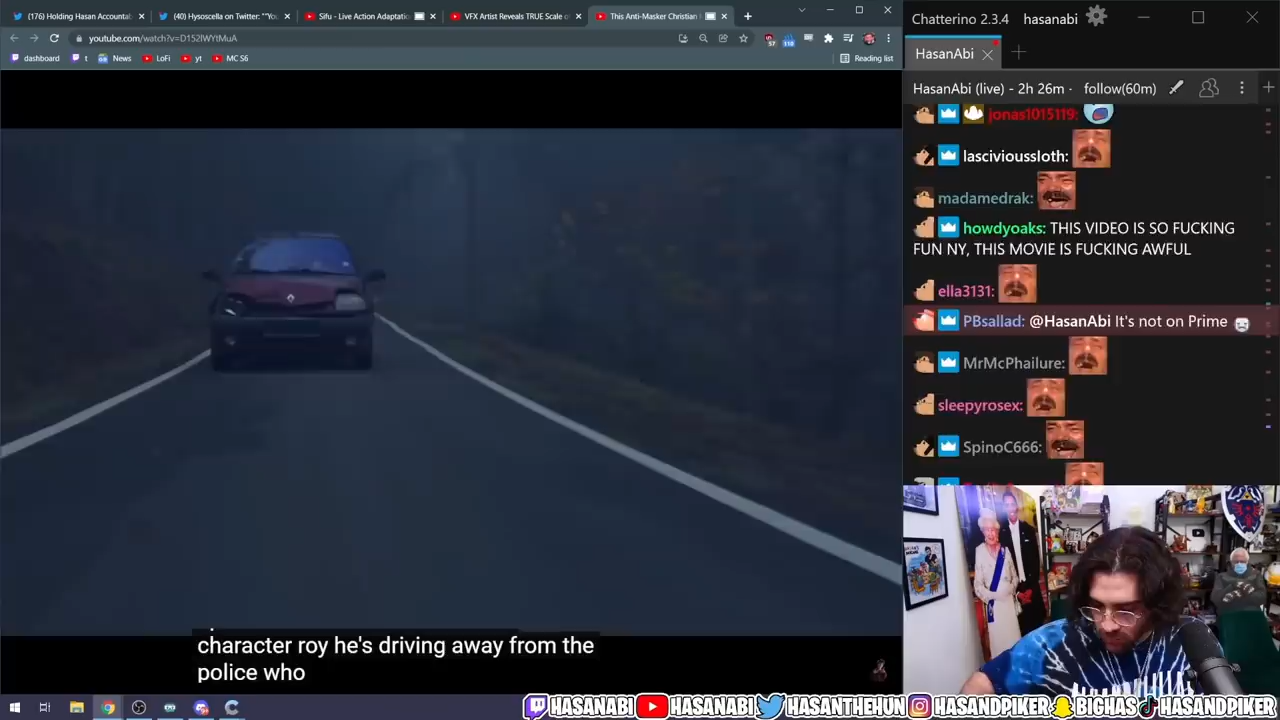 (176) Holding Hasan Accountab
(40) Hysoscella on Twitter: ""Yo
Sifu - Live Action Adaptatio
VFX Artist Reveals TRUE Scale o
This Anti-Masker Christian
youtube.com/watch?v=D152lWYtMuA
dashboard
t
News
LoFi
yt
MC S6
Reading list
character roy he's driving away from the
police who
Chatterino 2.3.4
hasanabi
HasanAbi
HasanAbi (live) - 2h 26m · follow(60m)
jonas1015119:
lascivioussloth:
madamedrak:
howdyoaks: THIS VIDEO IS SO FUCKING
FUN NY, THIS MOVIE IS FUCKING AWFUL
ella3131:
PBsallad: @HasanAbi It's not on Prime
MrMcPhailure:
sleepyrosex:
SpinoC666:
HASANABI HASANABI HASANTHEHUN HASANDPIKER BIGHAS HASANDPIKER